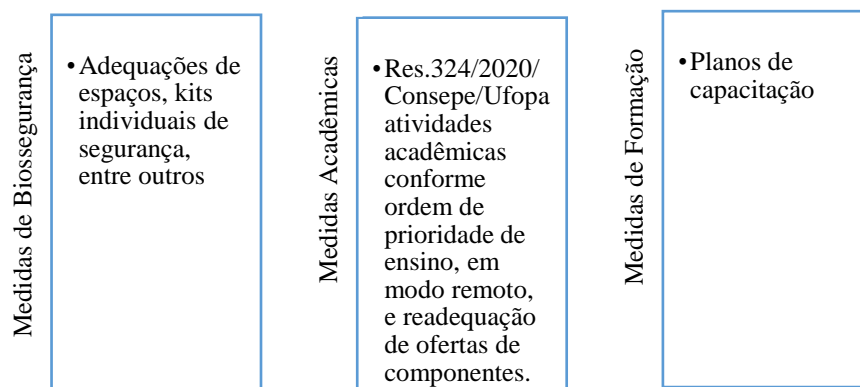 Medidas de Biossegurança
•Adequações de
espaços, kits
individuais de
segurança,
entre outros
Medidas Acadêmicas
•Res.324/2020/
Consepe/Ufopa
atividades
acadêmicas
conforme
ordem de
prioridade de
ensino, em
modo remoto,
e readequação
de ofertas de
componentes.
Medidas de Formação
•Planos de
capacitação